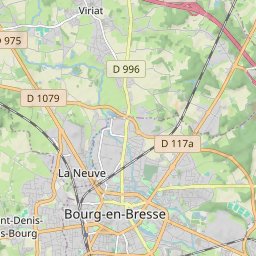 Viriat
D 975
D 996
D 1079
D 117a
La Neuve
Bourg-en-Bresse
nt-Denis-
s-Bourg